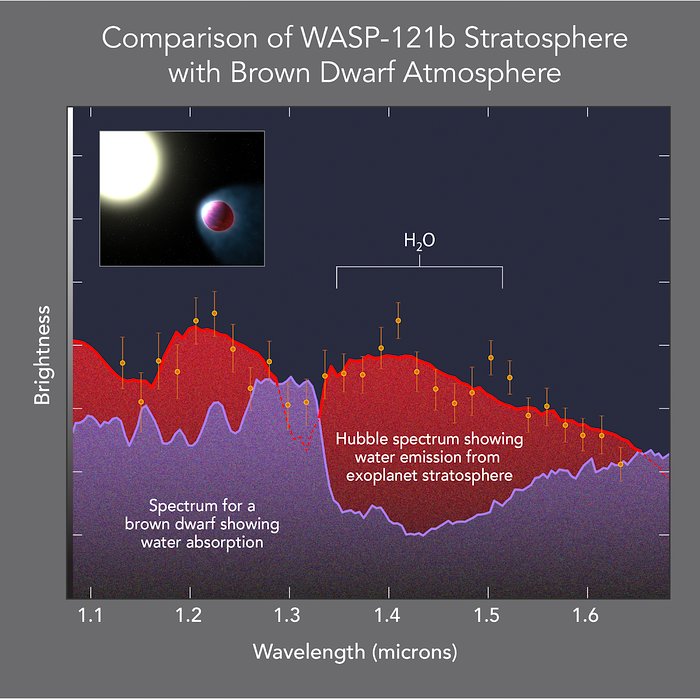 Comparison of WASP-121b Stratosphere
with Brown Dwarf Atmosphere
H₂O
Brightness
Hubble spectrum showing
water emission from
exoplanet stratosphere
Spectrum for a
brown dwarf showing
water absorption
1.1
1.2
1.3
1.4
1.5
1.6
Wavelength (microns)